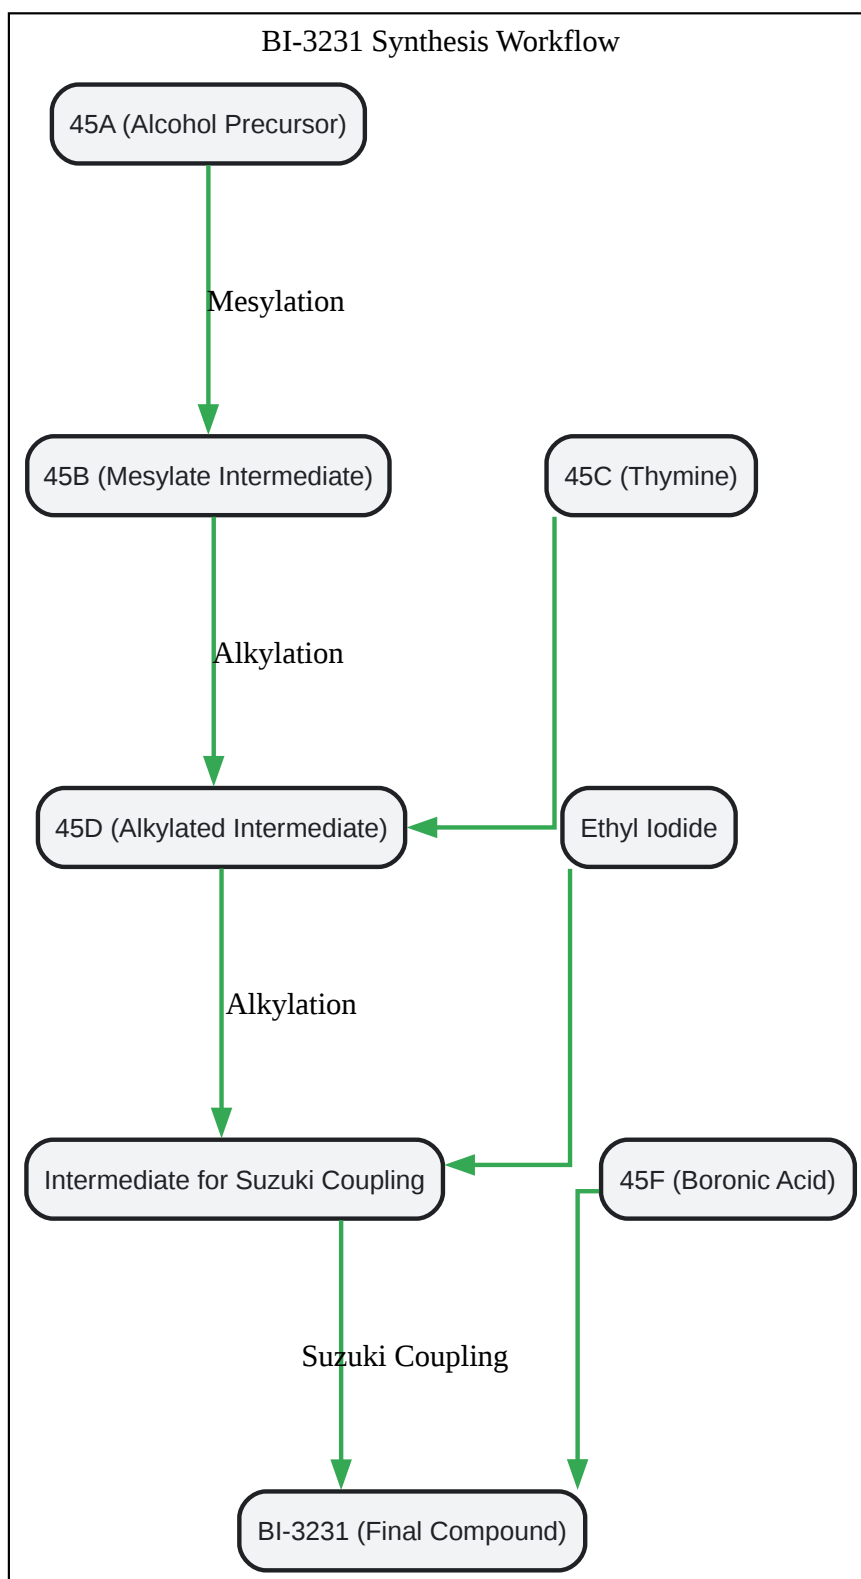 BI-3231 Synthesis Workflow
45A (Alcohol Precursor)
Mesylation
45B (Mesylate Intermediate)
45C (Thymine)
Alkylation
45D (Alkylated Intermediate)
Ethyl Iodide
Alkylation
Intermediate for Suzuki Coupling
45F (Boronic Acid)
Suzuki Coupling
BI-3231 (Final Compound)